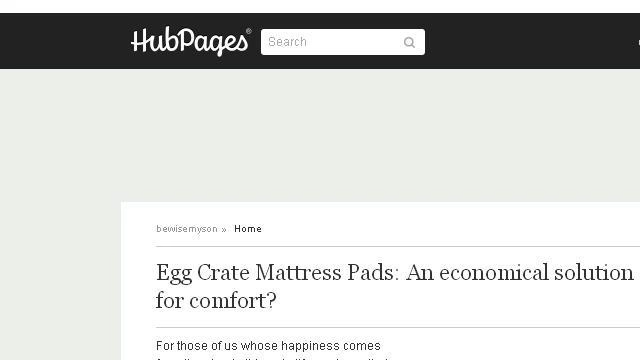 HubPages®
Search
bewisemyson » Home
Egg Crate Mattress Pads: An economical solution
for comfort?
For those of us whose happiness comes